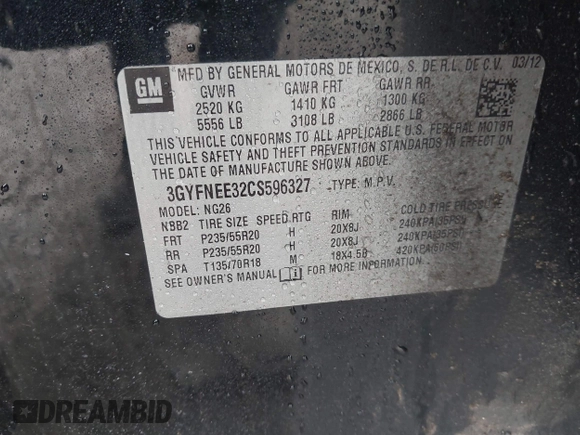 GM
MFD BY GENERAL MOTORS DE MEXICO, S. DE R.L. DE C.V. 03/12
GVWR GAWR FRT GAWR RR
2520 KG 1410 KG 1300 KG
5556 LB 3108 LB 2866 LB
THIS VEHICLE CONFORMS TO ALL APPLICABLE U.S. FEDERAL MOTOR
VEHICLE SAFETY AND THEFT PREVENTION STANDARDS IN EFFECT ON
THE DATE OF MANUFACTURE SHOWN ABOVE.
3GYFNEE32CS596327 TYPE: M.P.V.
MODEL: NG26
NBB2 TIRE SIZE SPEED RTG RIM COLD TIRE PRESSURE
FRT P235/55R20 H 20X8J 240KPA(35PSI)
RR P235/55R20 H 20X8J 240KPA(35PSI)
SPA T135/70R18 M 18X4.5B 420KPA(60PSI)
SEE OWNER'S MANUAL FOR MORE INFORMATION.
DREAMBID